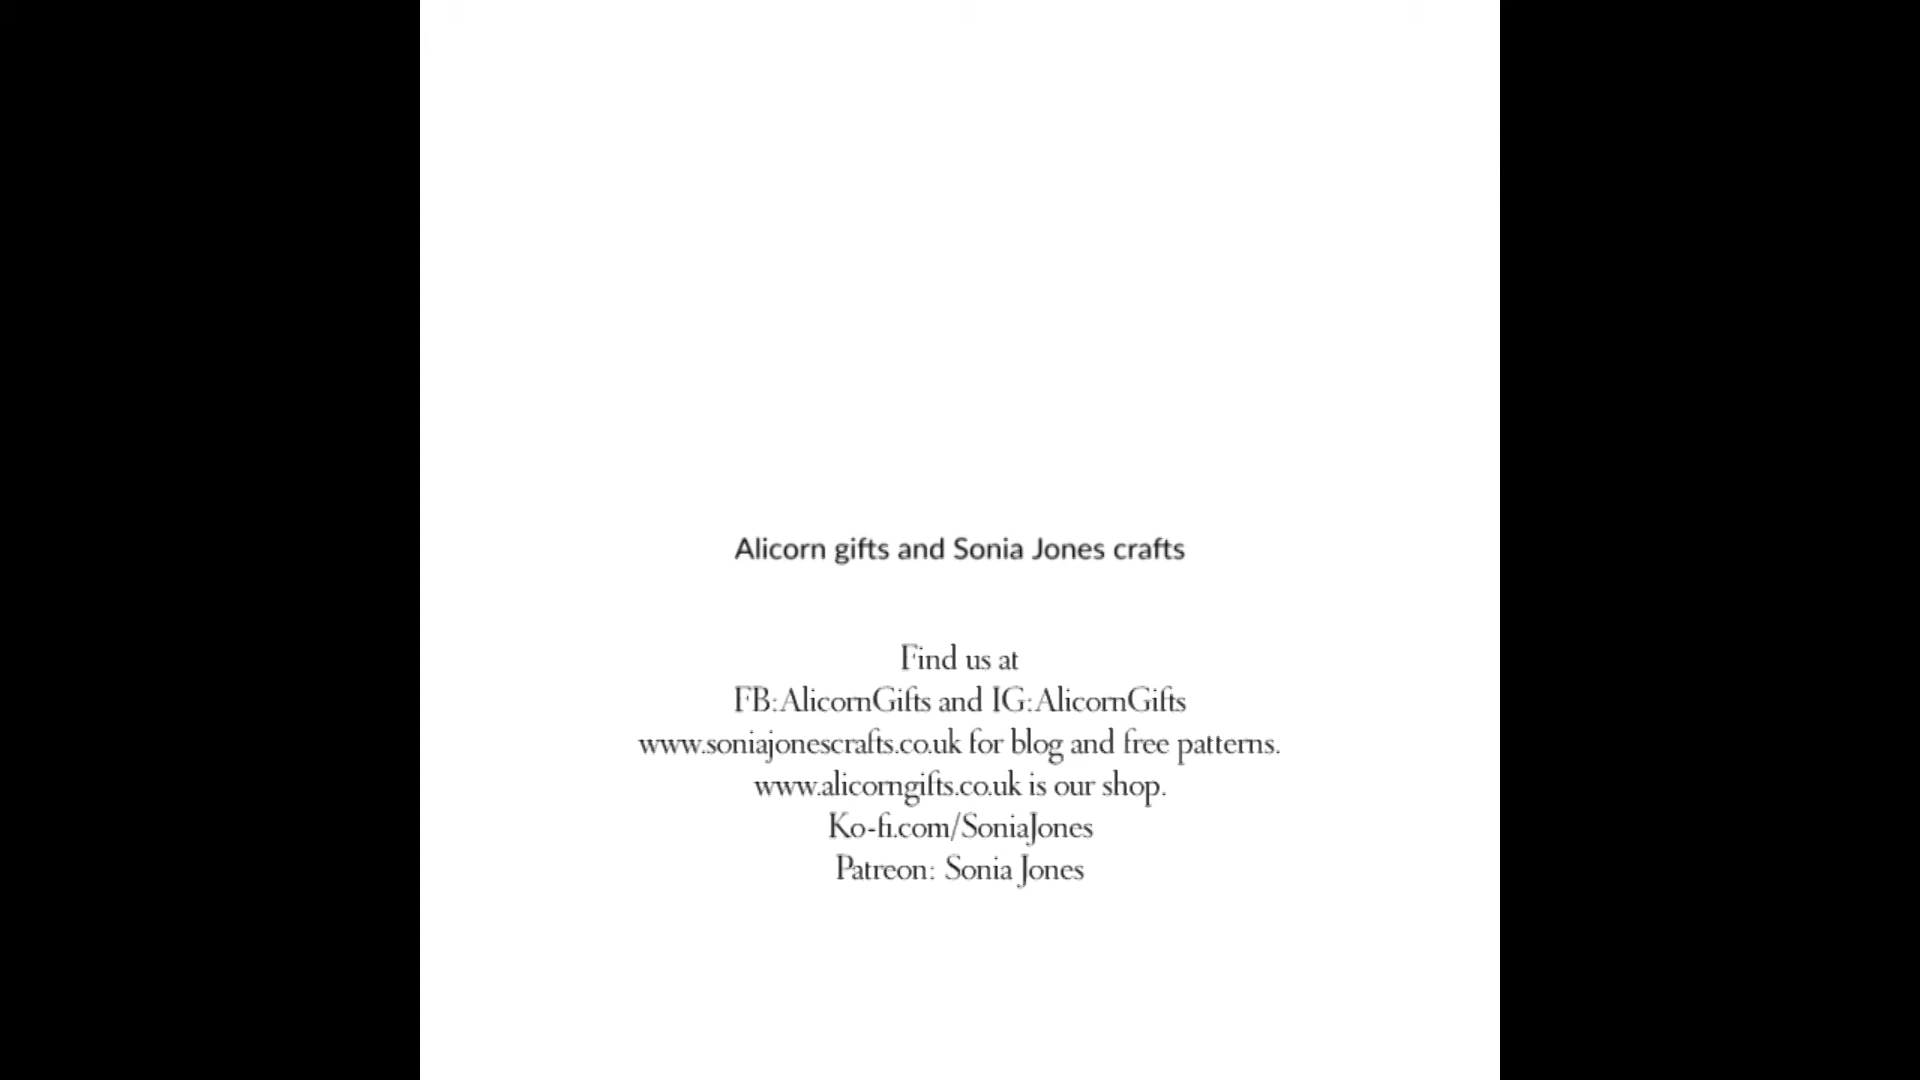 Alicorn gifts and Sonia Jones crafts
Find us at
FB:AlicornGifts and IG:AlicornGifts
www.soniajonescrafts.co.uk for blog and free patterns.
www.alicorngifts.co.uk is our shop.
Ko-fi.com/SoniaJones
Patreon: Sonia Jones